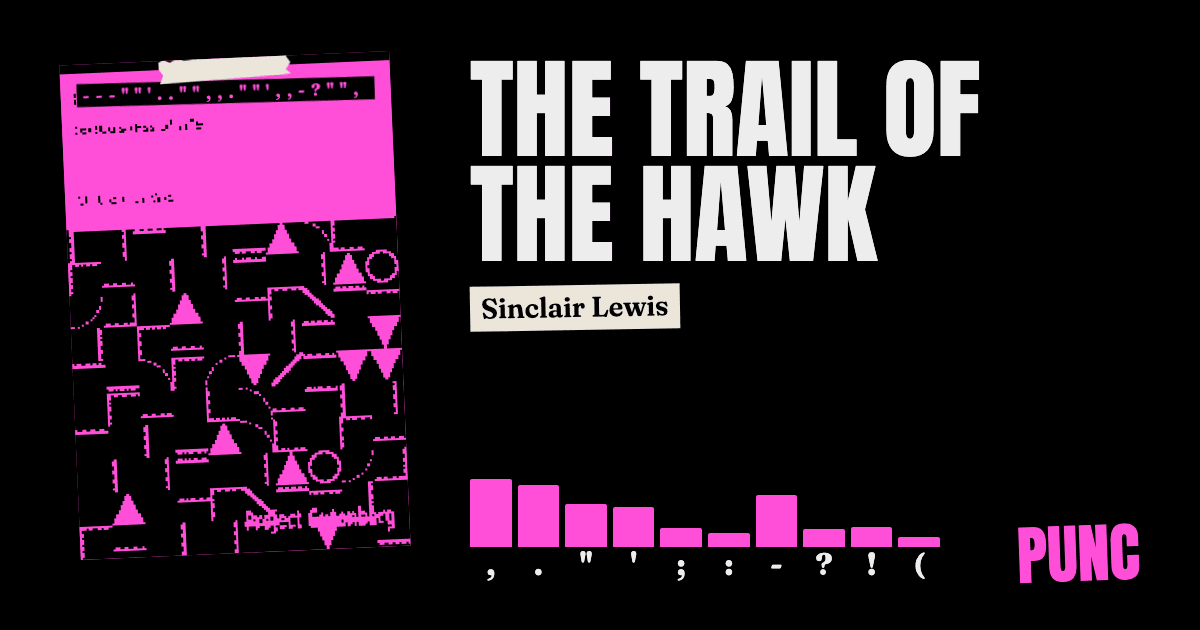 ---""'.."",,.""',,-?"",
THE TRAIL OF
THE HAWK
Sinclair Lewis
Project Gutenberg
, . " ' ; : - ? ! (
PUNC